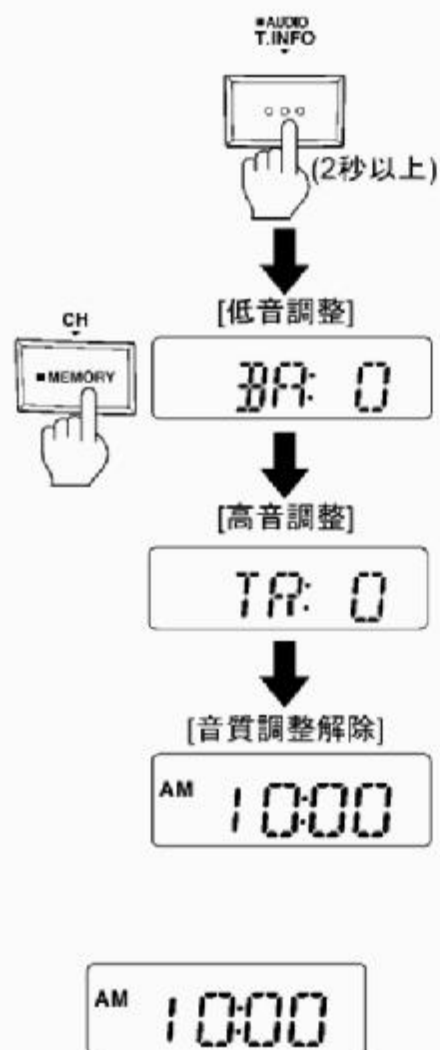 ■AUDIO
T.INFO
(2秒以上)
[低音調整]
CH
■MEMORY
BA: 0
[高音調整]
TR: 0
[音質調整解除]
AM 10:00
AM 10:00